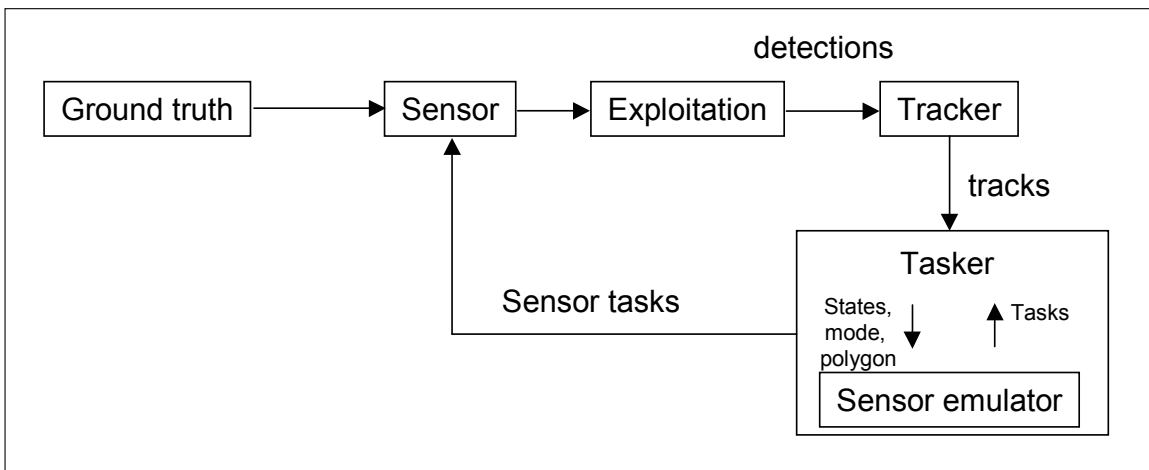 detections
Ground truth
Sensor
Exploitation
Tracker
tracks
Tasker
Sensor tasks
States,
mode,
polygon
Tasks
Sensor emulator